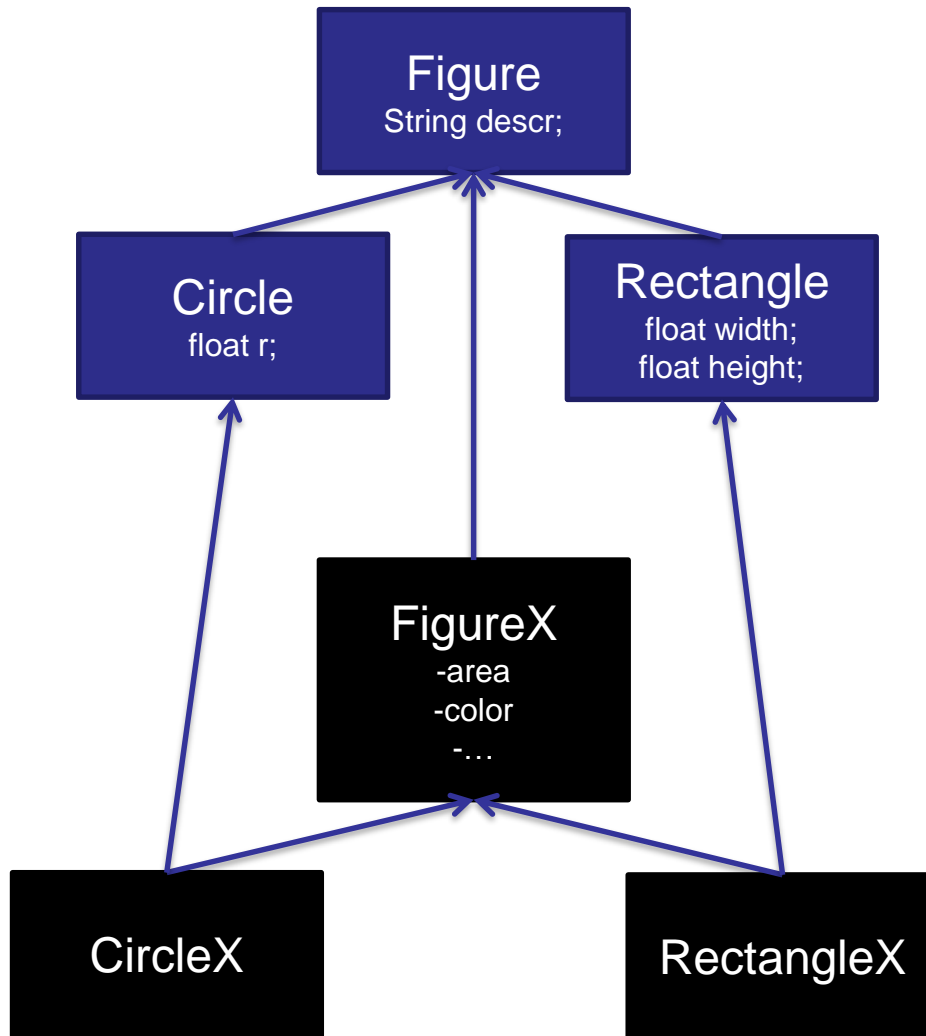 Figure
String descr;
Circle
float r;
Rectangle
float width;
float height;
FigureX
-area
-color
-…
CircleX
RectangleX